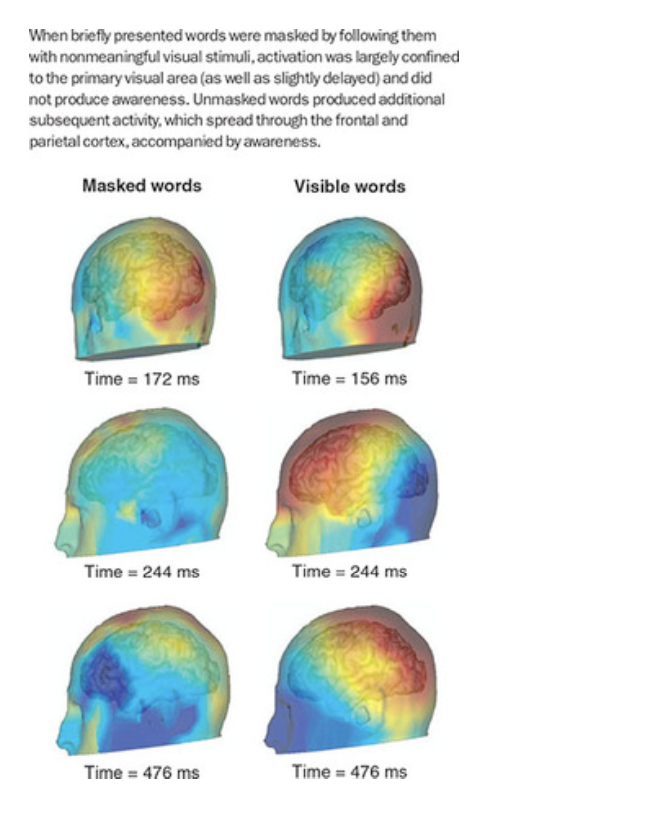 When briefly presented words were masked by following them
with nonmeaningful visual stimuli, activation was largely confined
to the primary visual area (as well as slightly delayed) and did
not produce awareness. Unmasked words produced additional
subsequent activity, which spread through the frontal and
parietal cortex, accompanied by awareness.
Masked words
Visible words
Time = 172 ms
Time = 156 ms
Time = 244 ms
Time = 244 ms
Time = 476 ms
Time = 476 ms